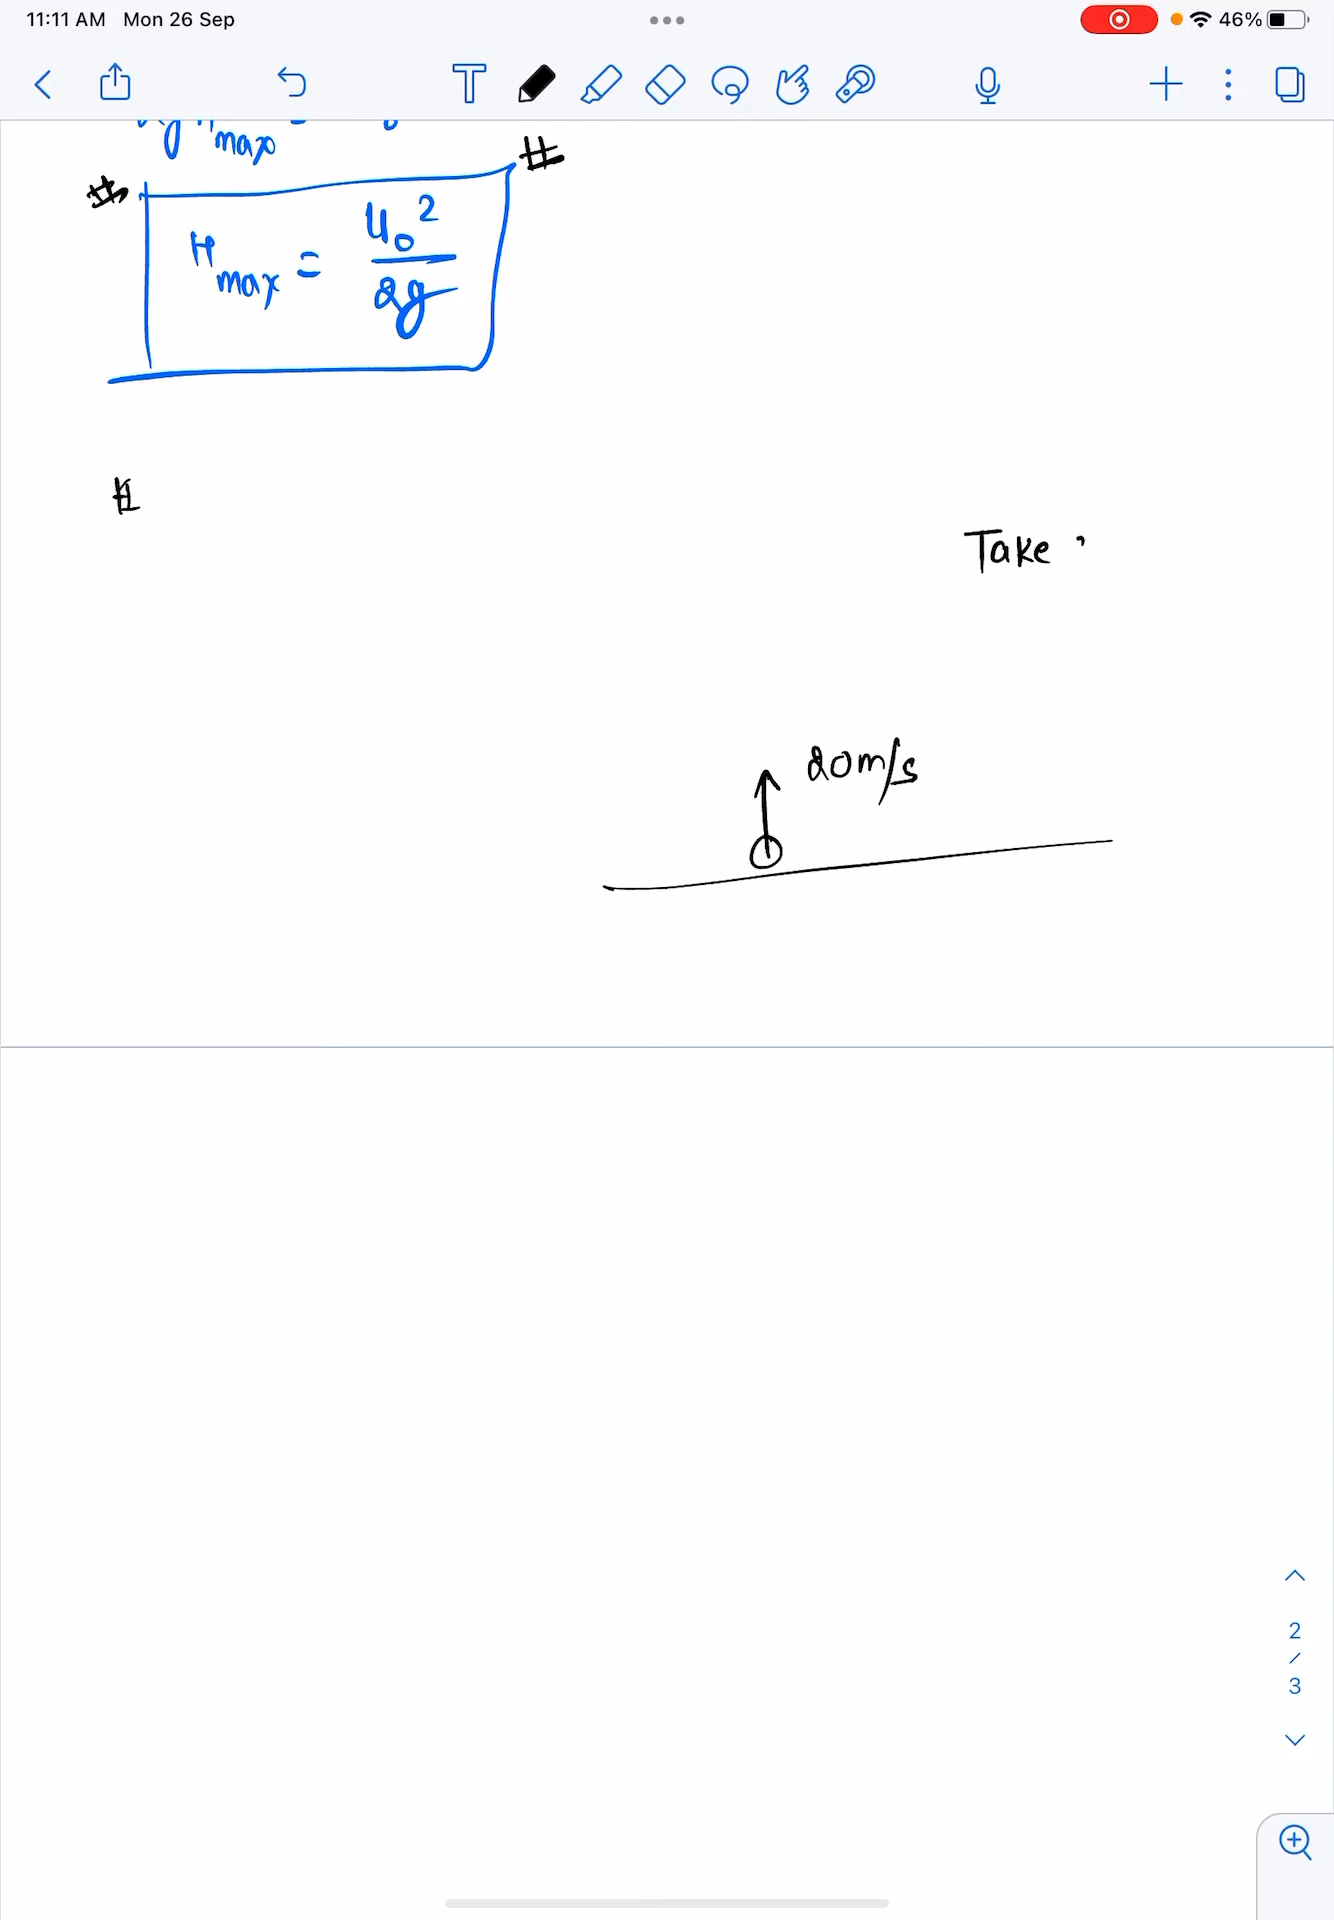 11:11 AM Mon 26 Sep
46%
T
max
#
#
H max = u₀² / 2g
#
Take
20m/s
2
/
3